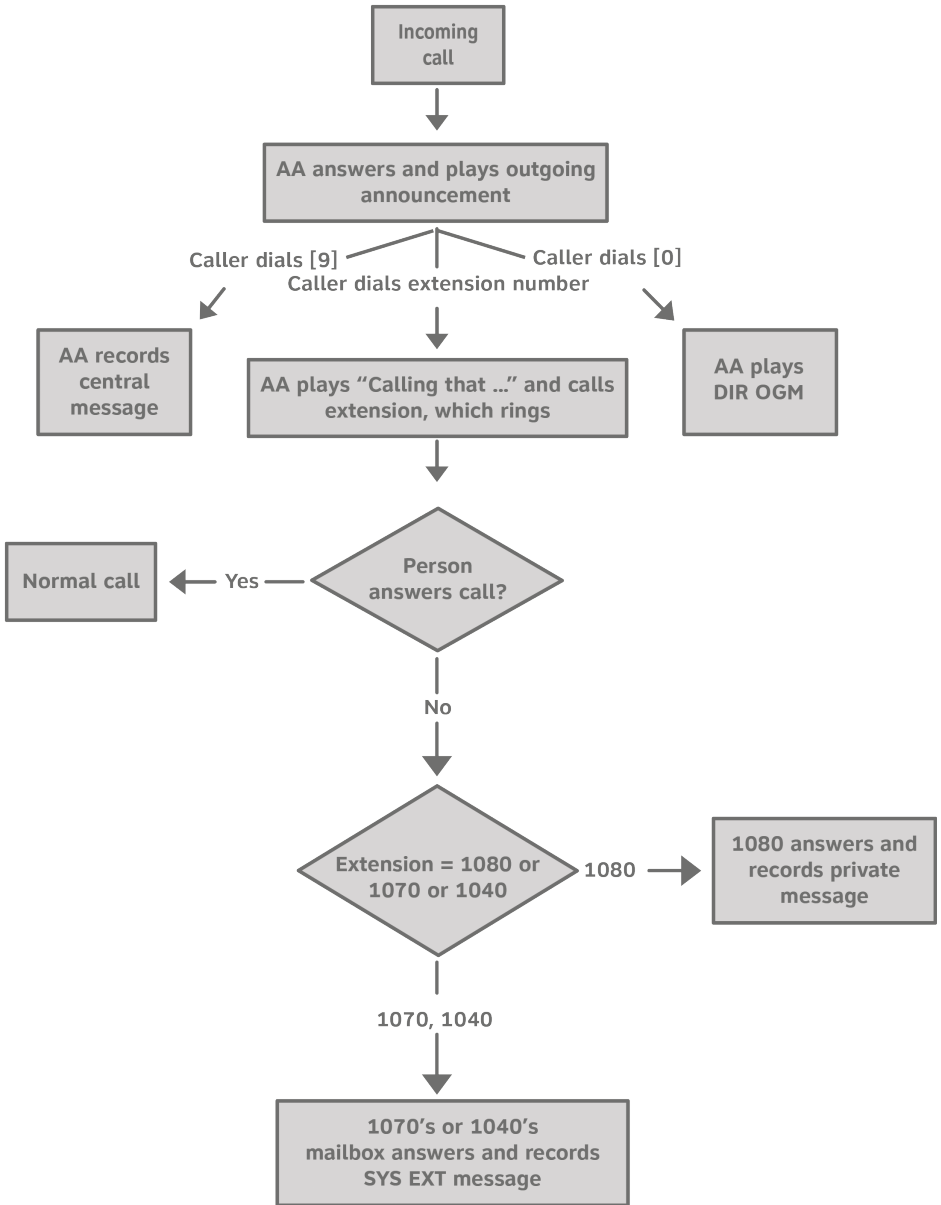 Incoming
call
AA answers and plays outgoing
announcement
Caller dials [9]
Caller dials extension number
Caller dials [0]
AA records
central
message
AA plays “Calling that ...” and calls
extension, which rings
AA plays
DIR OGM
Person
answers call?
Yes
Normal call
No
Extension = 1080 or
1070 or 1040
1080
1080 answers and
records private
message
1070, 1040
1070’s or 1040’s
mailbox answers and records
SYS EXT message